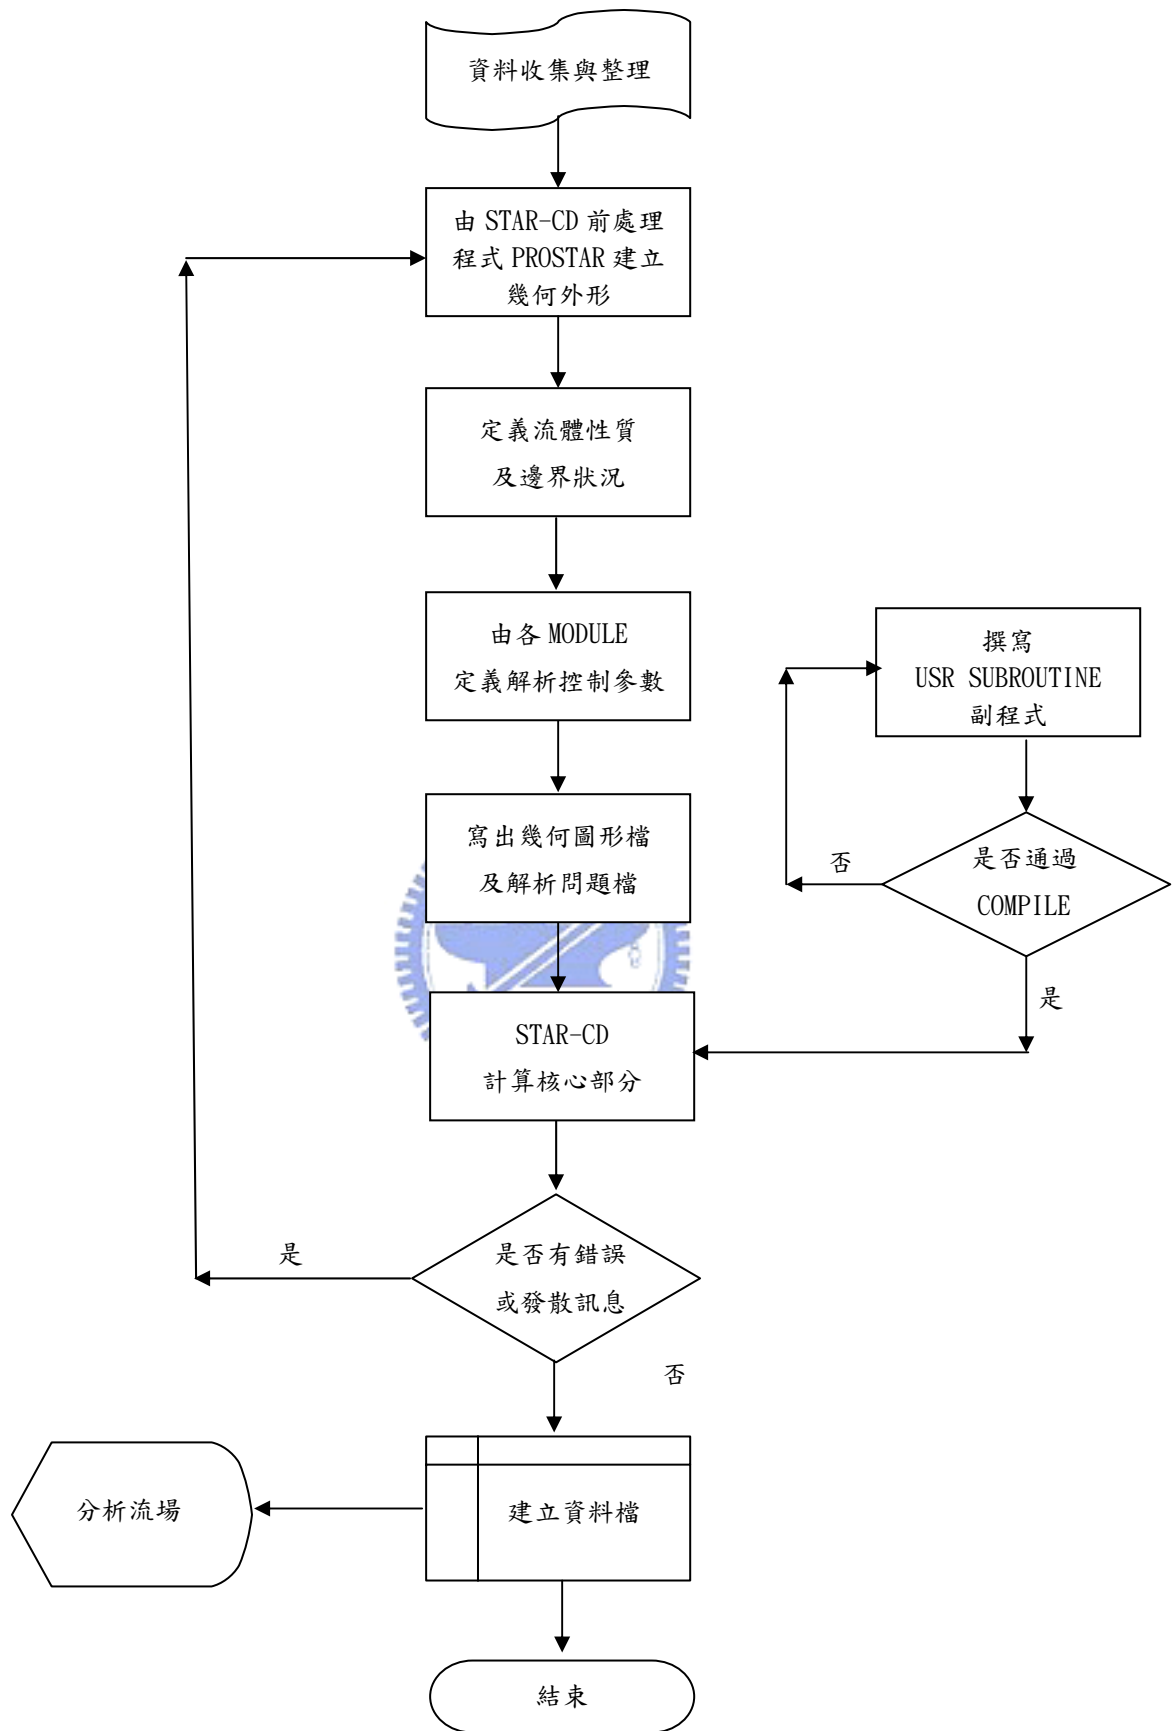 資料收集與整理
由 STAR-CD 前處理
程式 PROSTAR 建立
幾何外形
定義流體性質
及邊界狀況
由各 MODULE
定義解析控制參數
撰寫
USR SUBROUTINE
副程式
寫出幾何圖形檔
及解析問題檔
否
是否通過
COMPILE
是
STAR-CD
計算核心部分
是
是否有錯誤
或發散訊息
否
分析流場
建立資料檔
結束